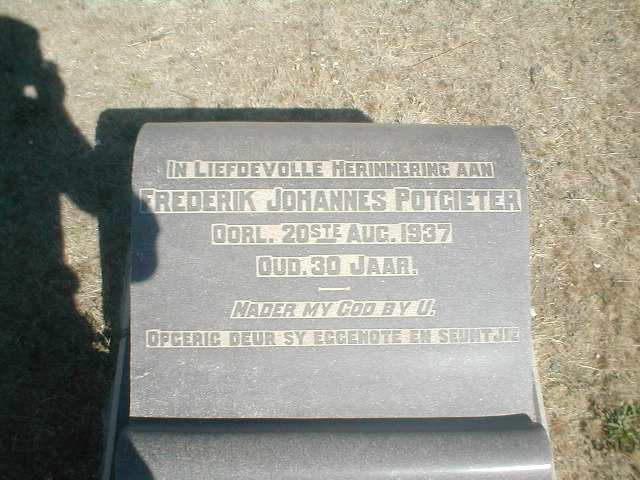 In Liefdevolle Herinnering aan
Frederik Johannes Potgieter
Oorl. 20ste Aug. 1937
Oud. 30 Jaar.
Nader my God by U.
Opgerig deur sy eggenote en seuntjie